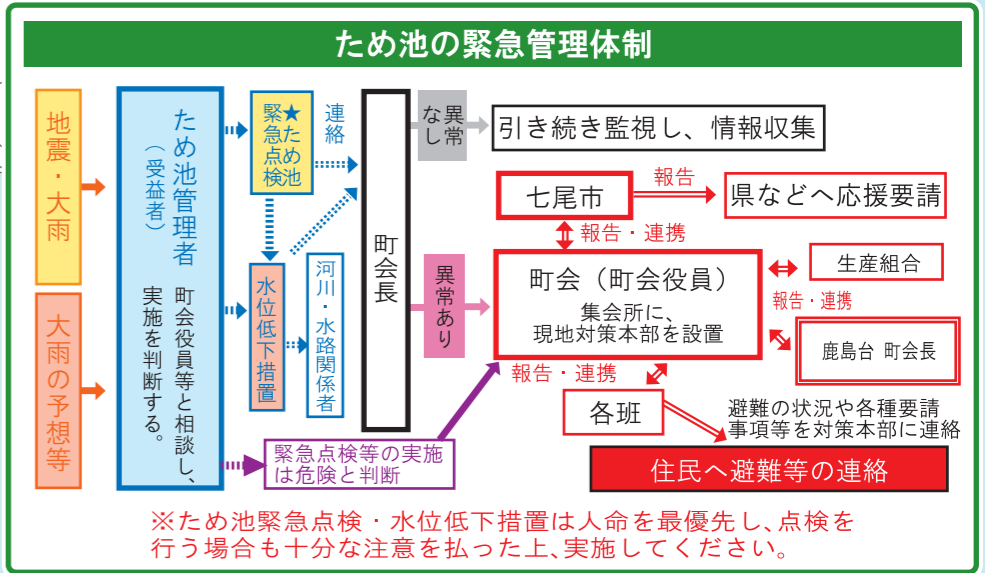 ため池の緊急管理体制
地震・大雨
大雨の予想等
ため池管理者
（受益者）
町会役員等と相談し、
実施を判断する。
★ため池
緊急点検
連絡
水位低下措置
河川・水路関係者
緊急点検等の実施
は危険と判断
町会長
異常
なし
引き続き監視し、情報収集
異常あり
七尾市
報告
県などへ応援要請
報告・連携
町会（町会役員）
集会所に、
現地対策本部を設置
生産組合
報告・連携
鹿島台 町会長
報告・連携
各班
避難の状況や各種要請
事項等を対策本部に連絡
住民へ避難等の連絡
※ため池緊急点検・水位低下措置は人命を最優先し、点検を
行う場合も十分な注意を払った上、実施してください。